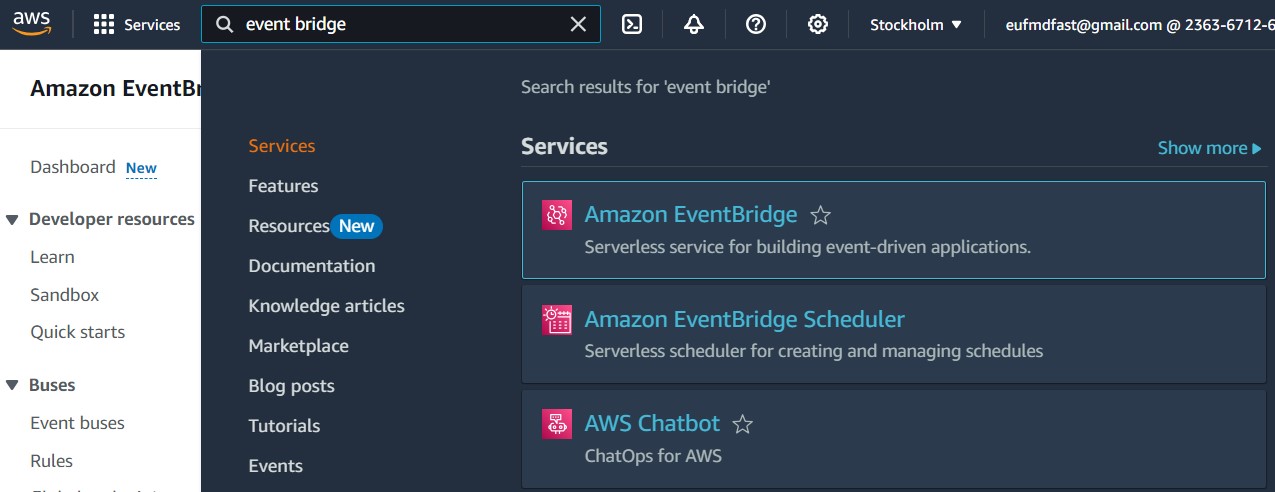 aws
Services
event bridge
Stockholm
eufmdfast@gmail.com @ 2363-6712-6
Amazon EventBr
Dashboard New
Developer resources
Learn
Sandbox
Quick starts
Buses
Event buses
Rules
Search results for 'event bridge'
Services
Features
Resources New
Documentation
Knowledge articles
Marketplace
Blog posts
Tutorials
Events
Services
Show more
Amazon EventBridge
Serverless service for building event-driven applications.
Amazon EventBridge Scheduler
Serverless scheduler for creating and managing schedules
AWS Chatbot
ChatOps for AWS